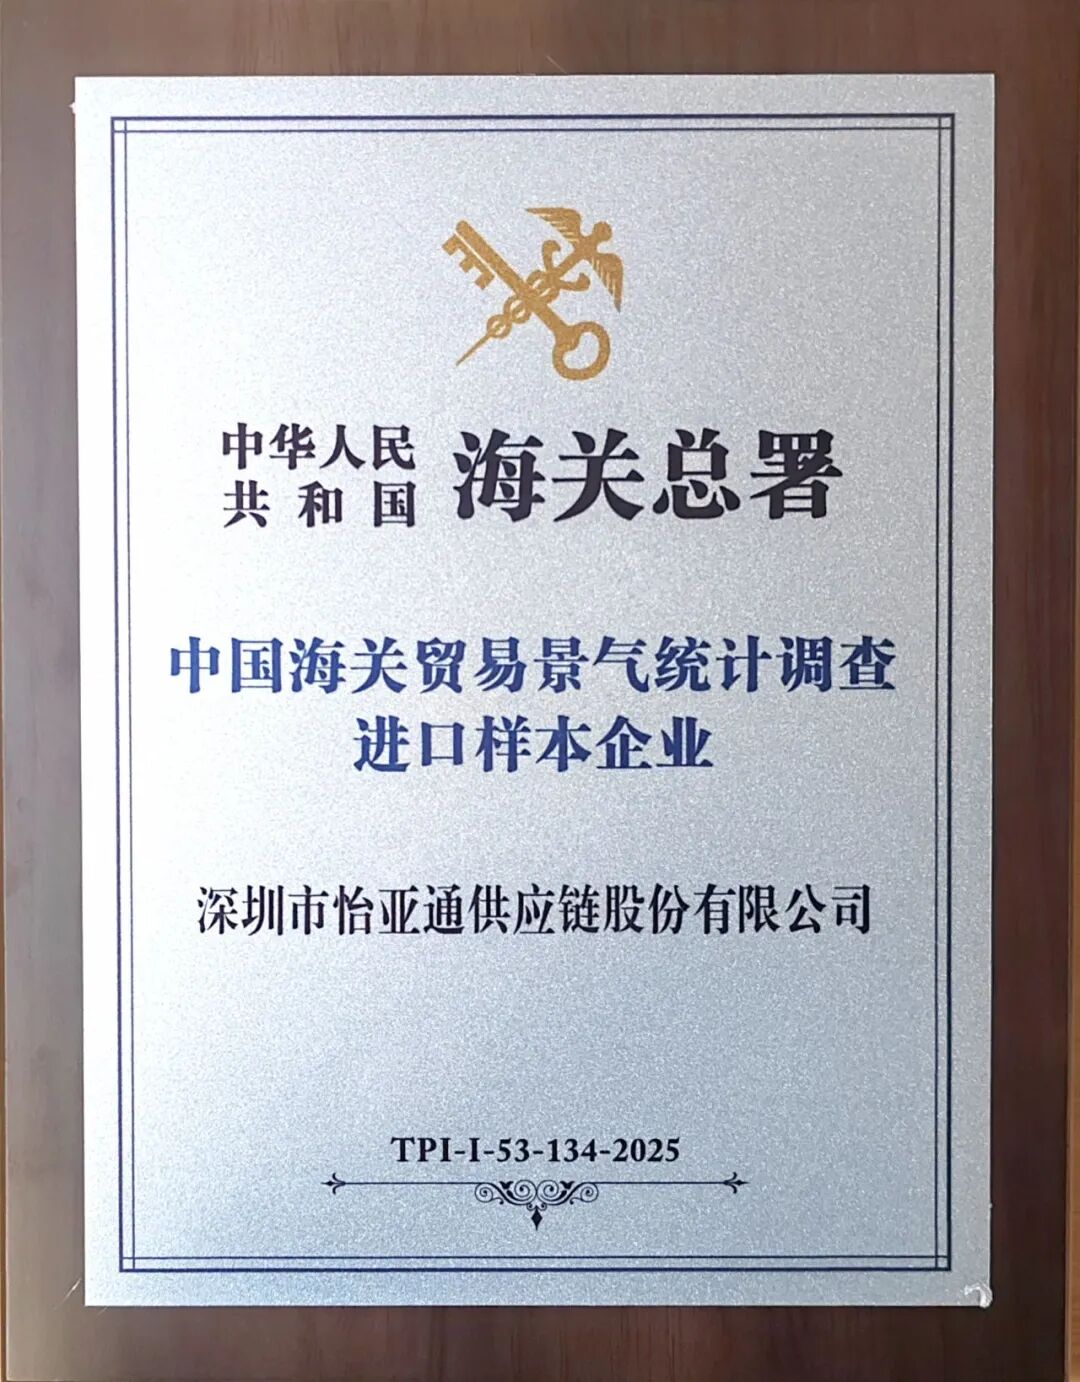 中华人民
共和国
海关总署
中国海关贸易景气统计调查
进口样本企业
深圳市怡亚通供应链股份有限公司
TPI-I-53-134-2025